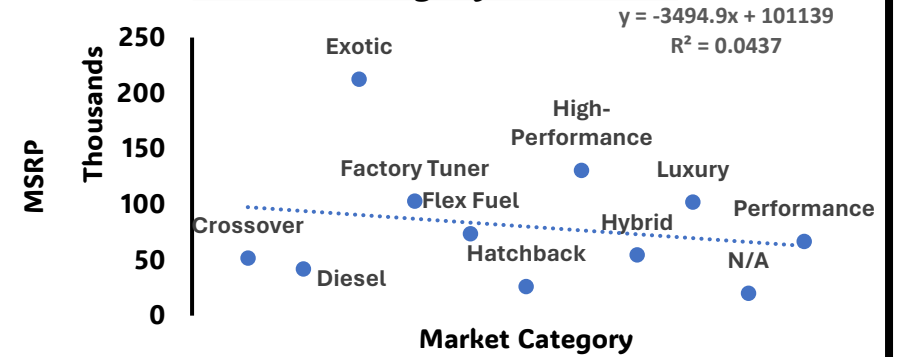 y = -3494.9x + 101139
R² = 0.0437
MSRP
Thousands
250
200
150
100
50
0
Exotic
High-
Performance
Factory Tuner
Luxury
Flex Fuel
Performance
Crossover
Hybrid
Hatchback
N/A
Diesel
Market Category